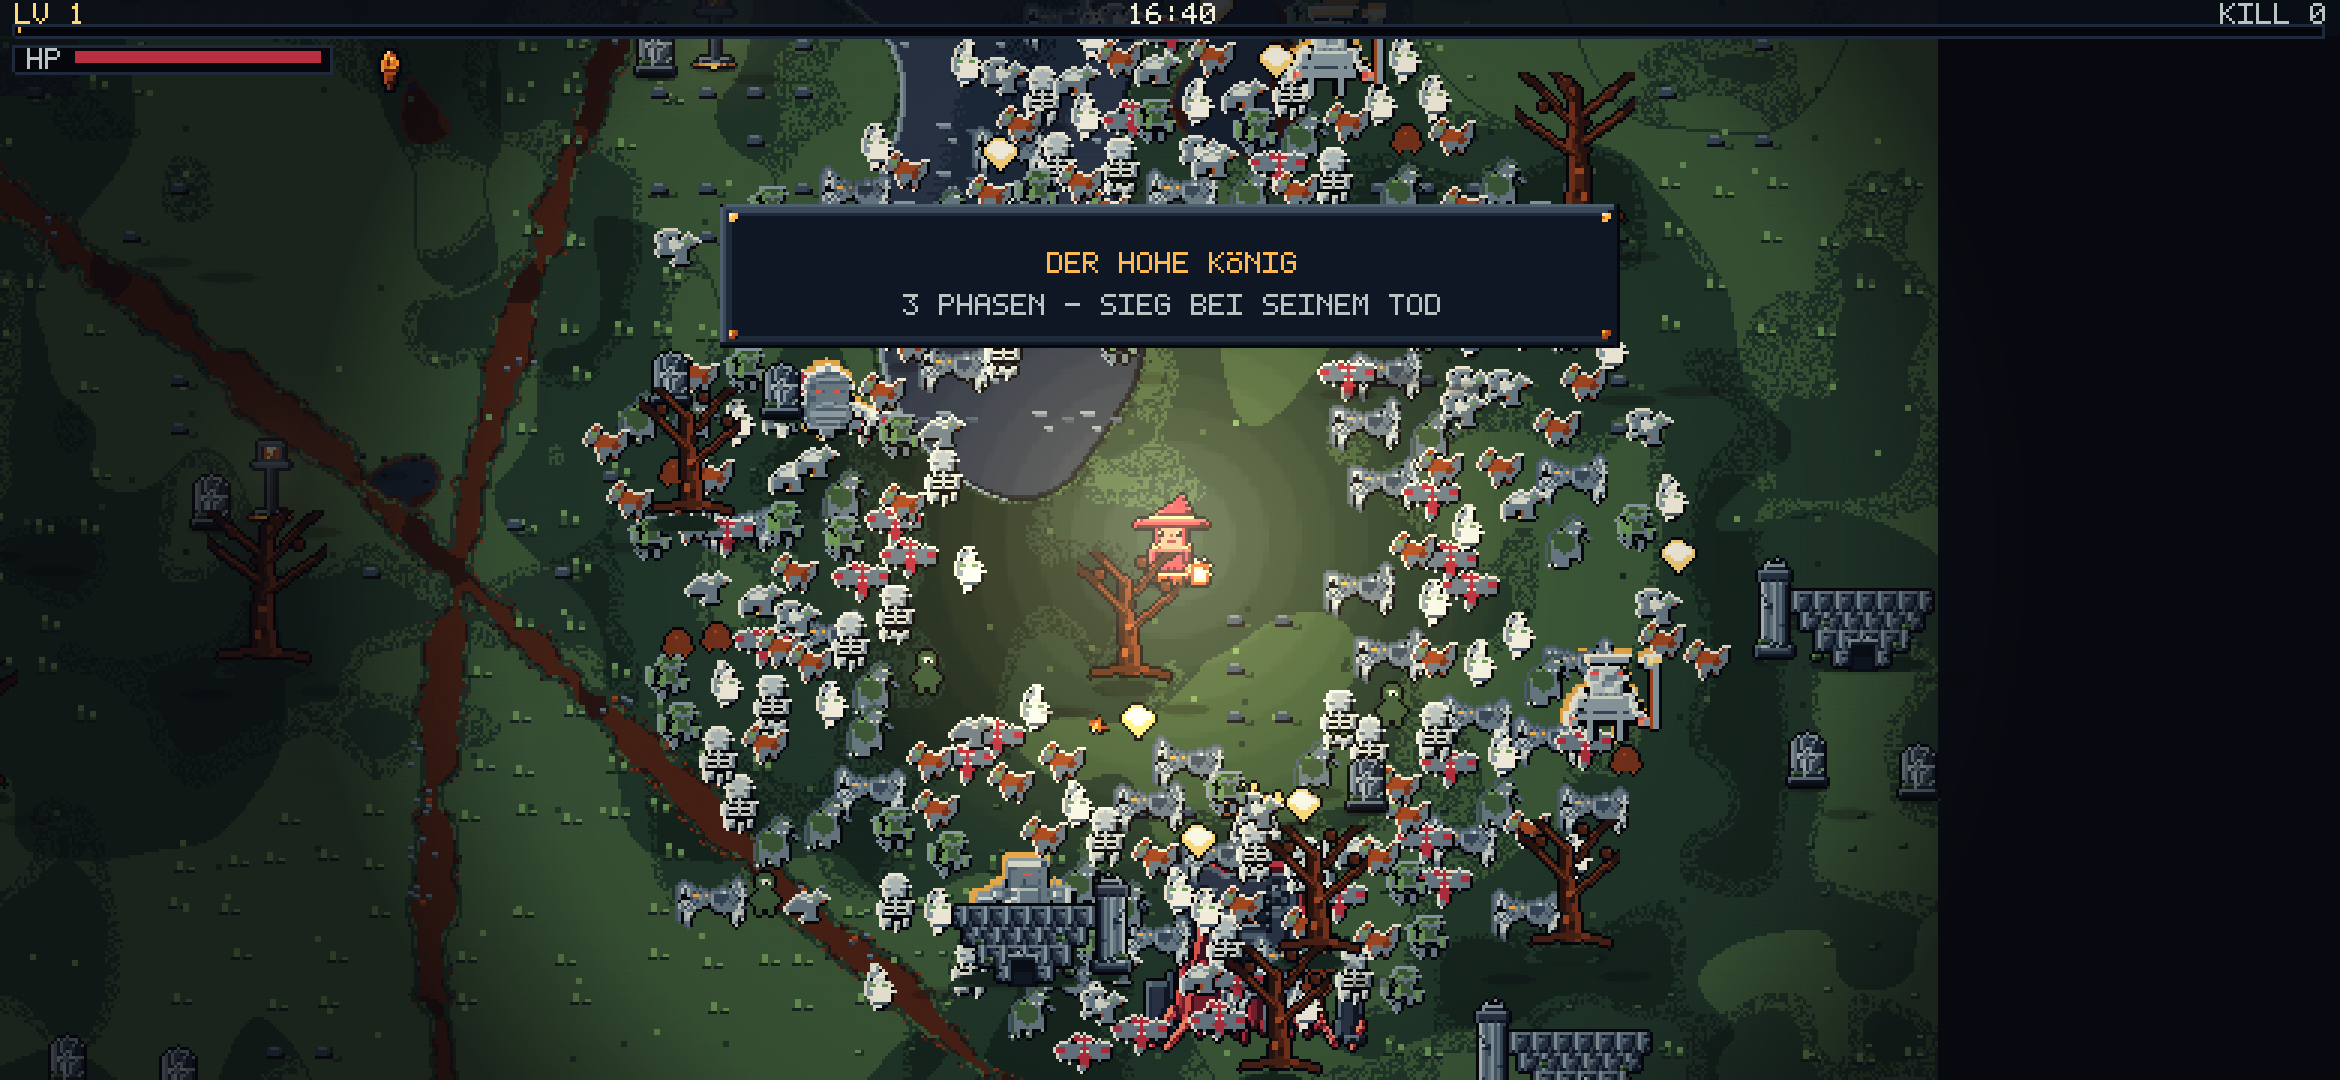 LV 1
16:40
KILL 0
HP
DER HOHE KöNIG
3 PHASEN - SIEG BEI SEINEM TOD